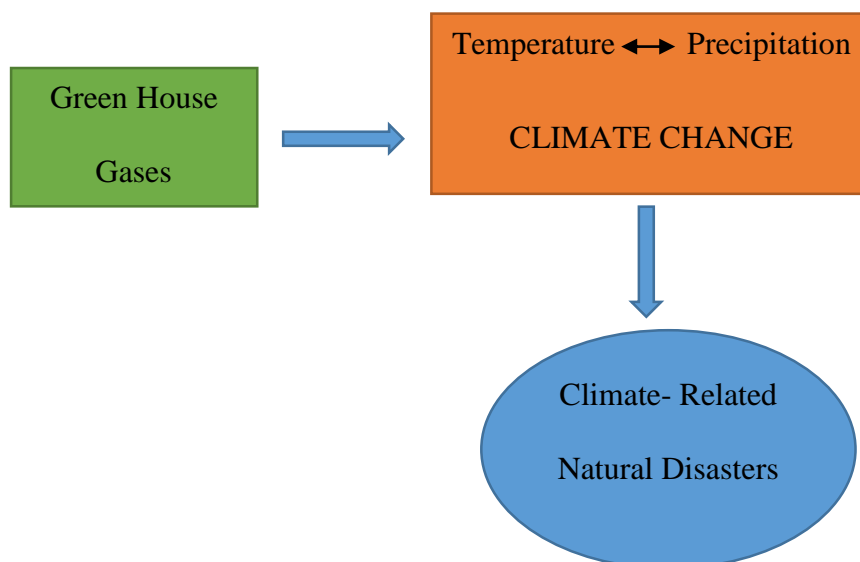 Green House
Gases
Temperature Precipitation
CLIMATE CHANGE
Climate- Related
Natural Disasters